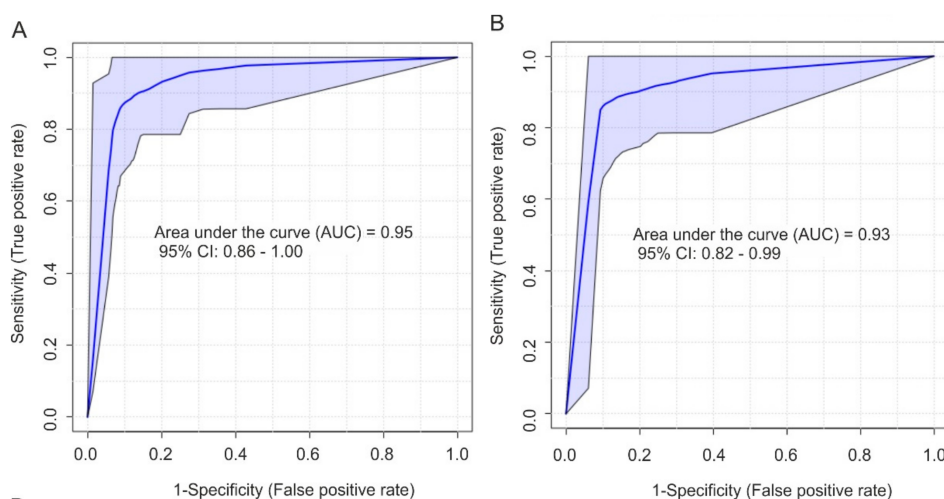 A
Sensitivity (True positive rate)
1.0
0.8
0.6
0.4
0.2
0.0
Area under the curve (AUC) = 0.95
95% CI: 0.86 - 1.00
0.0 0.2 0.4 0.6 0.8 1.0
1-Specificity (False positive rate)
B
Sensitivity (True positive rate)
1.0
0.8
0.6
0.4
0.2
0.0
Area under the curve (AUC) = 0.93
95% CI: 0.82 - 0.99
0.0 0.2 0.4 0.6 0.8 1.0
1-Specificity (False positive rate)